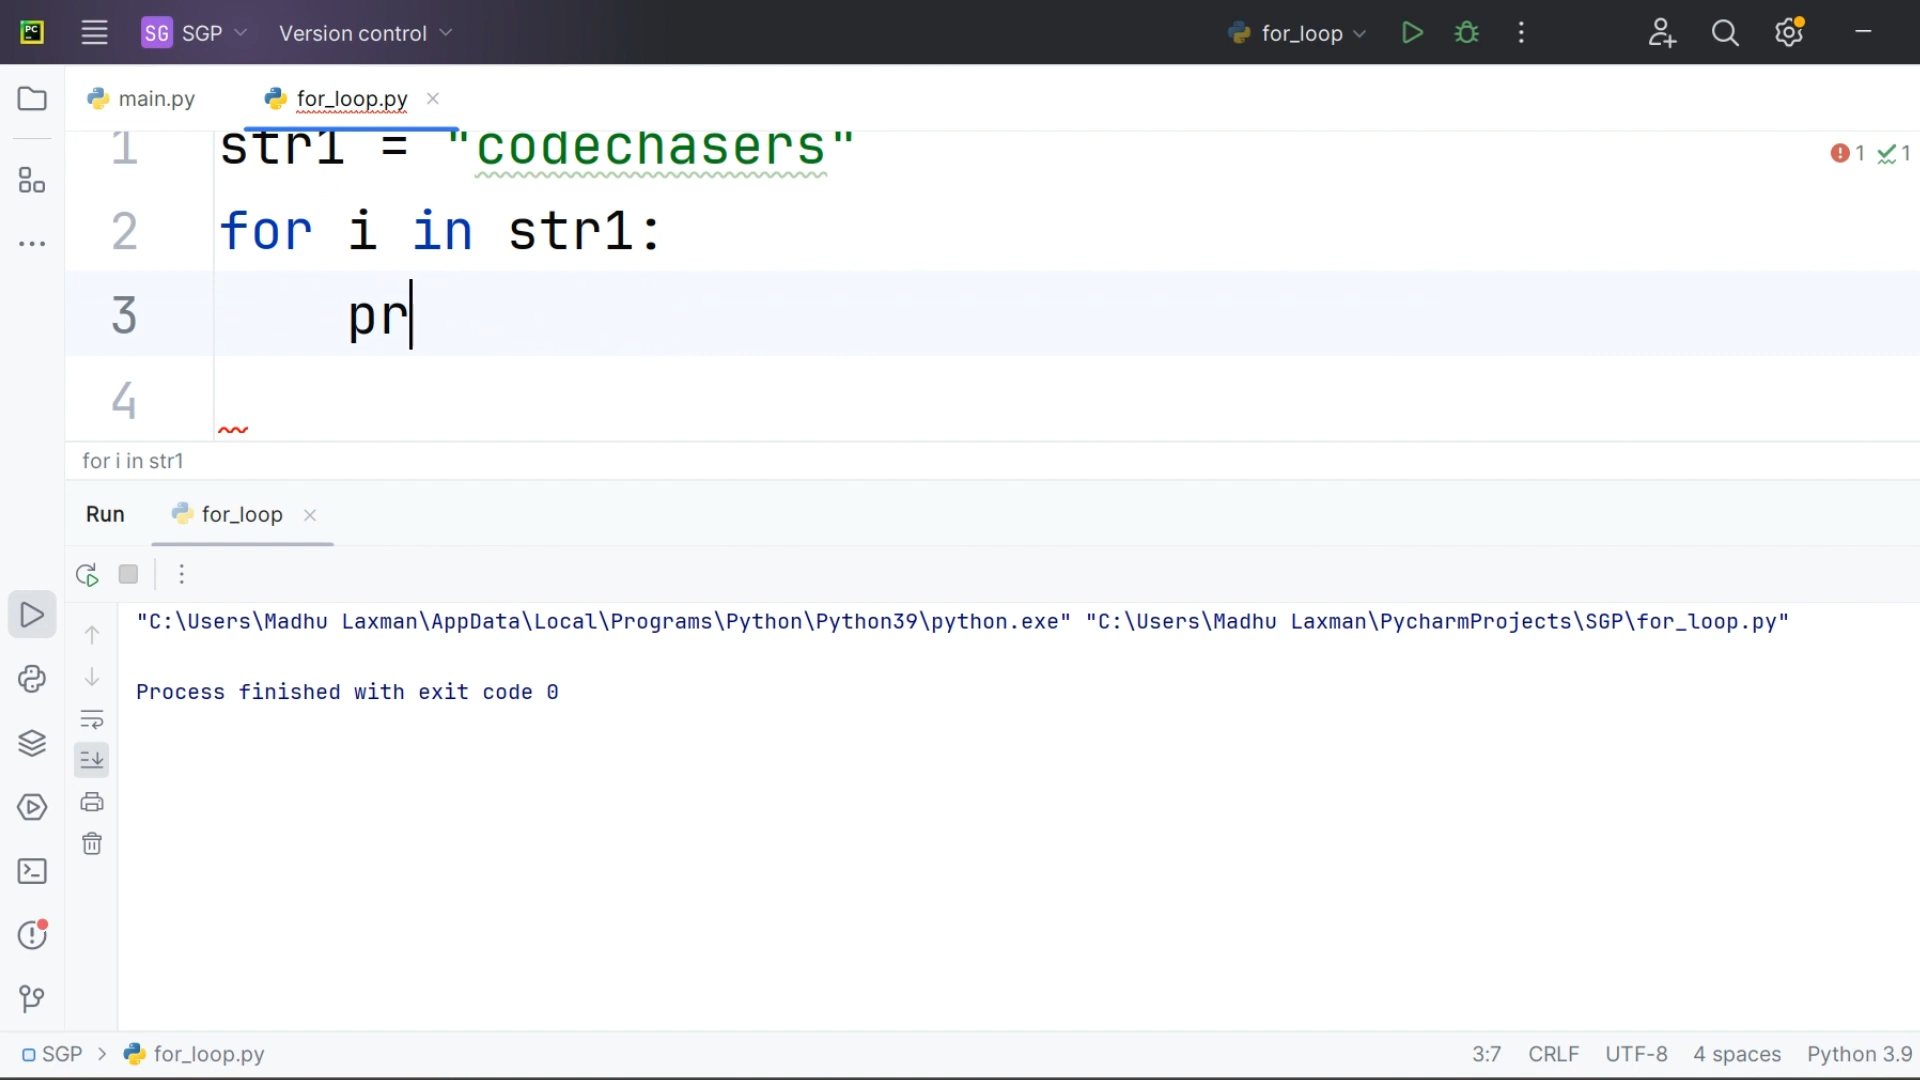 PC SG SGP Version control for_loop
main.py for_loop.py
1 str1 = "codechasers"
1 1
2 for i in str1:
3 pr
4
for i in str1
Run for_loop
"C:\Users\Madhu Laxman\AppData\Local\Programs\Python\Python39\python.exe" "C:\Users\Madhu Laxman\PycharmProjects\SGP\for_loop.py"
Process finished with exit code 0
SGP > for_loop.py 3:7 CRLF UTF-8 4 spaces Python 3.9